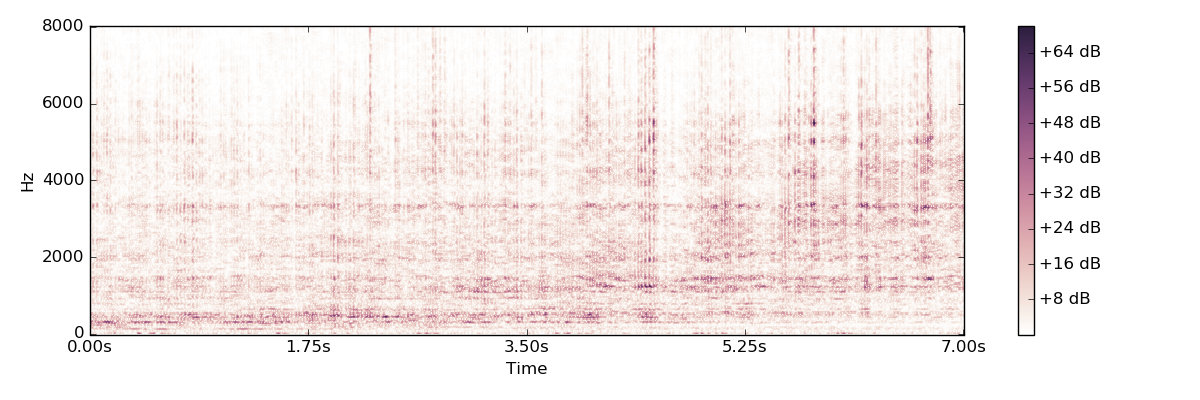 8000
6000
4000
2000
0
Hz
0.00s
1.75s
3.50s
5.25s
7.00s
Time
+64 dB
+56 dB
+48 dB
+40 dB
+32 dB
+24 dB
+16 dB
+8 dB